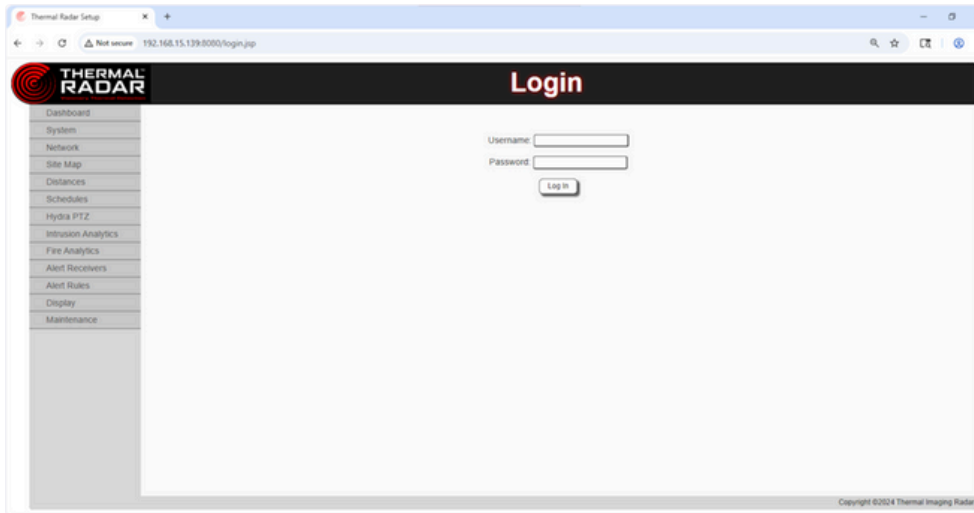 Thermal Radar Setup
Not secure 192.168.15.139:8080/login.jsp
THERMAL
RADAR
Login
Dashboard
System
Network
Site Map
Distances
Schedules
Hydra PTZ
Intrusion Analytics
Fire Analytics
Alert Receivers
Alert Rules
Display
Maintenance
Username:
Password:
Log In
Copyright ©2024 Thermal Imaging Radar